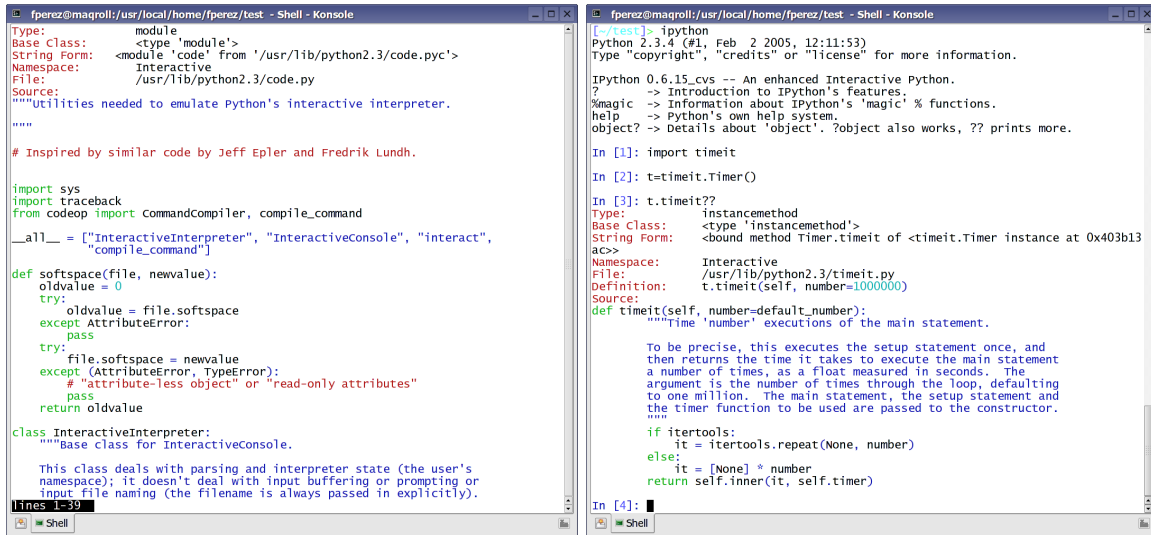 fperez@maqroll:/usr/local/home/fperez/test - Shell - Konsole
Type:           module
Base Class:     <type 'module'>
String Form:    <module 'code' from '/usr/lib/python2.3/code.pyc'>
Namespace:      Interactive
File:           /usr/lib/python2.3/code.py
Source:
"""Utilities needed to emulate Python's interactive interpreter.
"""
# Inspired by similar code by Jeff Epler and Fredrik Lundh.
import sys
import traceback
from codeop import CommandCompiler, compile_command
__all__ = ["InteractiveInterpreter", "InteractiveConsole", "interact",
           "compile_command"]
def softspace(file, newvalue):
    oldvalue = 0
    try:
        oldvalue = file.softspace
    except AttributeError:
        pass
    try:
        file.softspace = newvalue
    except (AttributeError, TypeError):
        # "attribute-less object" or "read-only attributes"
        pass
    return oldvalue
class InteractiveInterpreter:
    """Base class for InteractiveConsole.
    This class deals with parsing and interpreter state (the user's
    namespace); it doesn't deal with input buffering or prompting or
    input file naming (the filename is always passed in explicitly).
lines 1-39
Shell
fperez@maqroll:/usr/local/home/fperez/test - Shell - Konsole
[~/test]> ipython
Python 2.3.4 (#1, Feb  2 2005, 12:11:53)
Type "copyright", "credits" or "license" for more information.
IPython 0.6.15_cvs -- An enhanced Interactive Python.
?       -> Introduction to IPython's features.
%magic  -> Information about IPython's 'magic' % functions.
help    -> Python's own help system.
object? -> Details about 'object'. ?object also works, ?? prints more.
In [1]: import timeit
In [2]: t=timeit.Timer()
In [3]: t.timeit??
Type:           instancemethod
Base Class:     <type 'instancemethod'>
String Form:    <bound method Timer.timeit of <timeit.Timer instance at 0x403b13
ac>>
Namespace:      Interactive
File:           /usr/lib/python2.3/timeit.py
Definition:     t.timeit(self, number=1000000)
Source:
def timeit(self, number=default_number):
        """Time 'number' executions of the main statement.
        To be precise, this executes the setup statement once, and
        then returns the time it takes to execute the main statement
        a number of times, as a float measured in seconds.  The
        argument is the number of times through the loop, defaulting
        to one million.  The main statement, the setup statement and
        the timer function to be used are passed to the constructor.
        """
        if itertools:
            it = itertools.repeat(None, number)
        else:
            it = [None] * number
        return self.inner(it, self.timer)
In [4]:
Shell